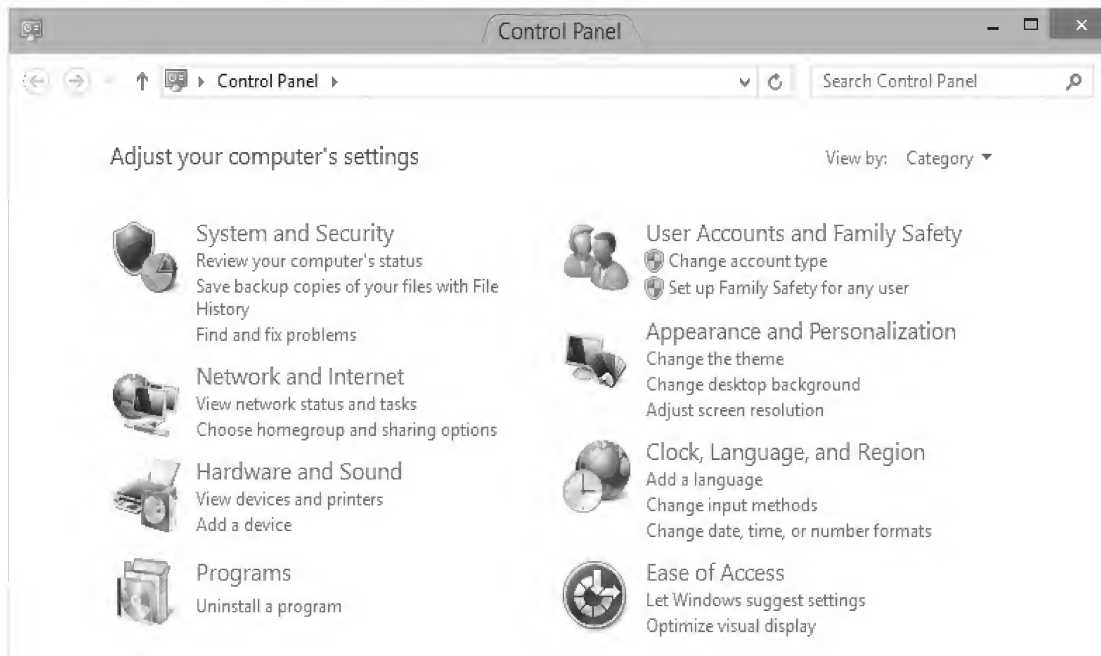 Control Panel
Control Panel
Search Control Panel
Adjust your computer's settings
View by: Category
System and Security
Review your computer's status
Save backup copies of your files with File
History
Find and fix problems
Network and Internet
View network status and tasks
Choose homegroup and sharing options
Hardware and Sound
View devices and printers
Add a device
Programs
Uninstall a program
User Accounts and Family Safety
Change account type
Set up Family Safety for any user
Appearance and Personalization
Change the theme
Change desktop background
Adjust screen resolution
Clock, Language, and Region
Add a language
Change input methods
Change date, time, or number formats
Ease of Access
Let Windows suggest settings
Optimize visual display